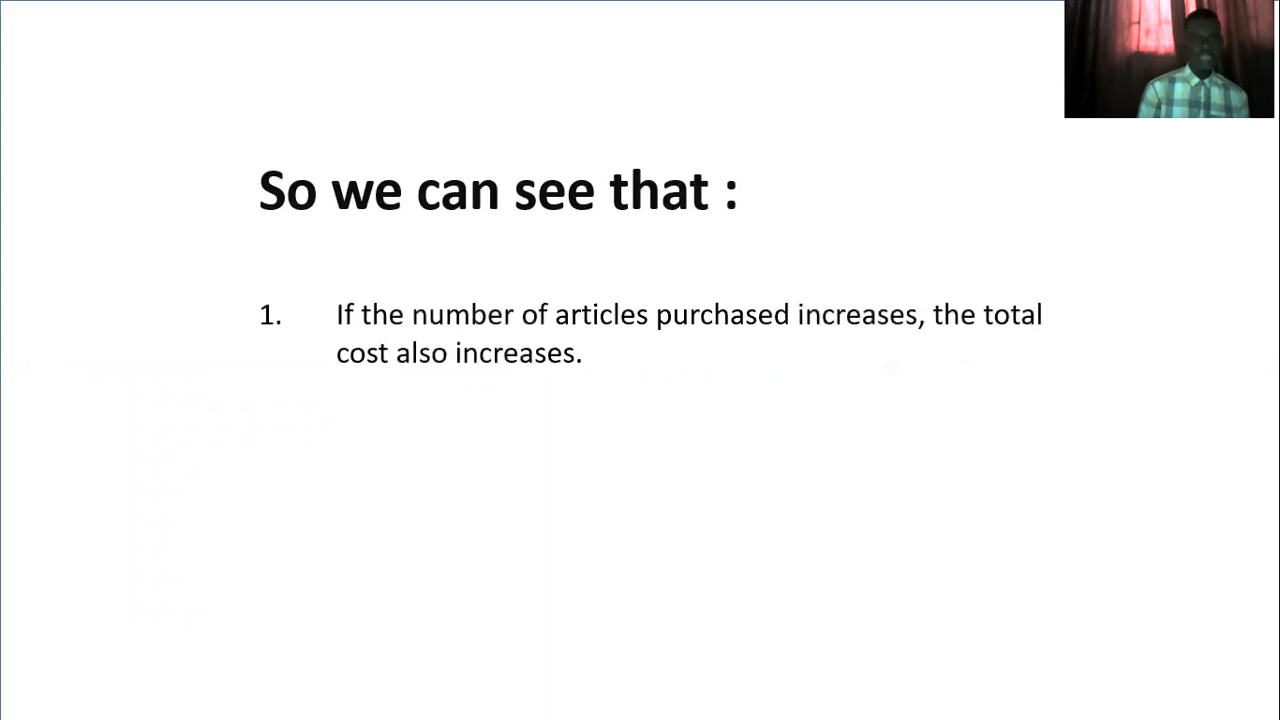 So we can see that :
1. If the number of articles purchased increases, the total
cost also increases.